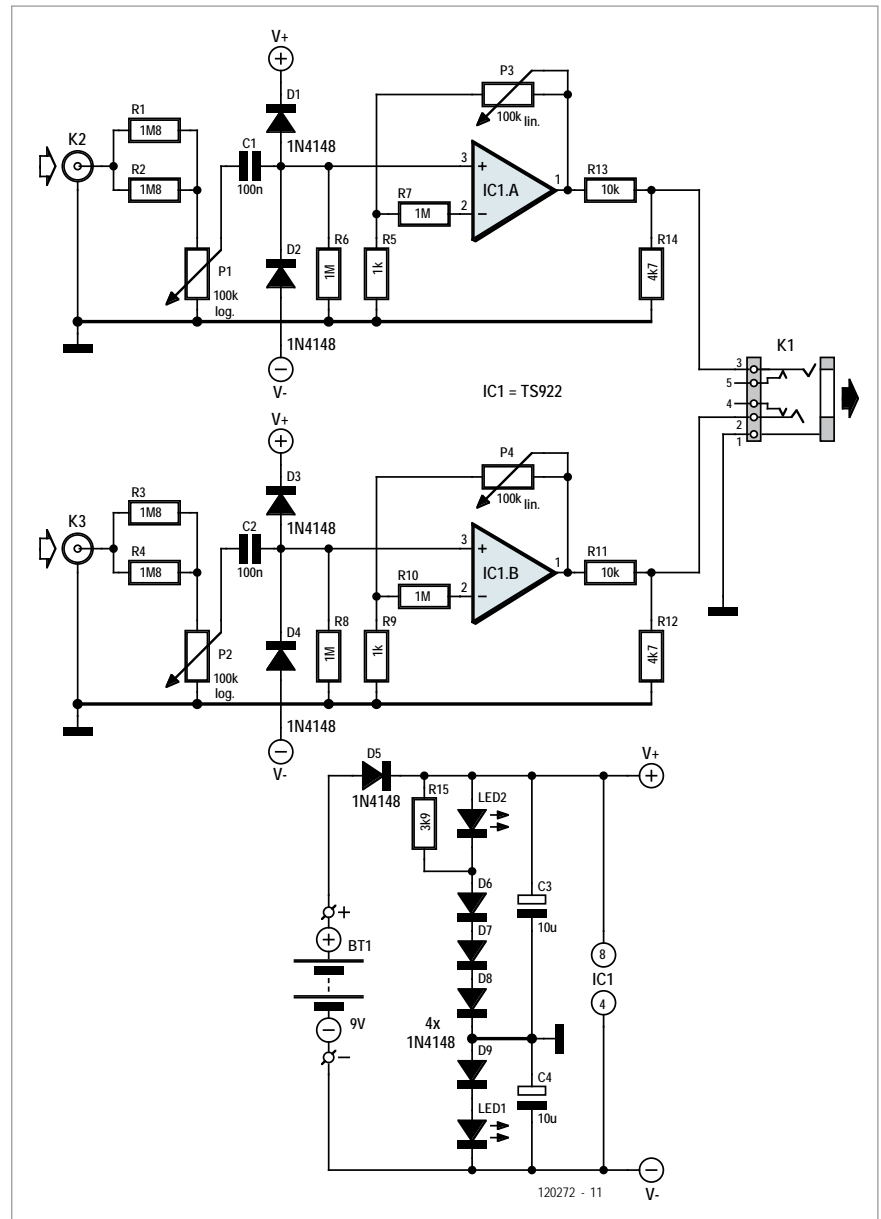 V+
D1
1N4148
K2
R1
1M8
R2
1M8
C1
100n
P1
100k
log.
D2
1N4148
V-
R6
1M
R7
1M
R5
1k
P3
100k lin.
3
+
2
−
IC1.A
1
R13
10k
R14
4k7
IC1 = TS922
K1
3
5
4
2
1
V+
D3
1N4148
K3
R3
1M8
R4
1M8
C2
100n
P2
100k
log.
D4
1N4148
V-
R8
1M
R10
1M
R9
1k
P4
100k lin.
3
+
2
−
IC1.B
1
R11
10k
R12
4k7
D5
1N4148
R15
3k9
LED2
D6
D7
D8
4x
1N4148
D9
LED1
C3
10u
C4
10u
+
BT1
9V
−
8
IC1
4
V+
V-
120272 - 11